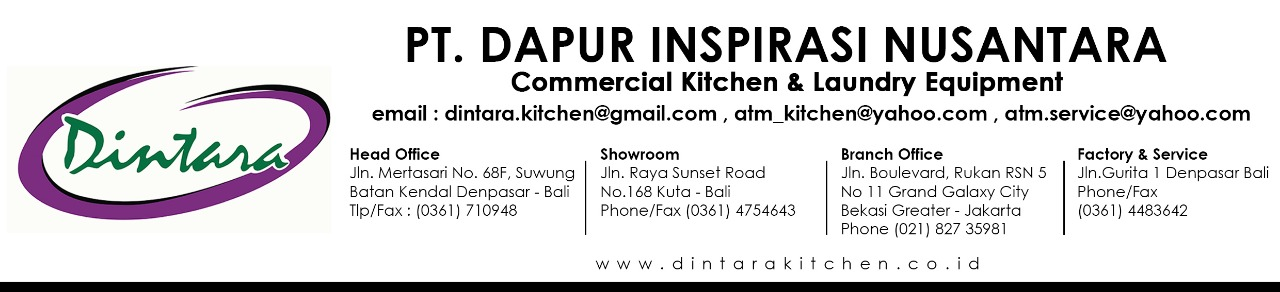 Dintara
PT. DAPUR INSPIRASI NUSANTARA
Commercial Kitchen & Laundry Equipment
email : dintara.kitchen@gmail.com , atm_kitchen@yahoo.com , atm.service@yahoo.com
Head Office
Jln. Mertasari No. 68F, Suwung
Batan Kendal Denpasar - Bali
Tlp/Fax : (0361) 710948
Showroom
Jln. Raya Sunset Road
No.168 Kuta - Bali
Phone/Fax (0361) 4754643
Branch Office
Jln. Boulevard, Rukan RSN 5
No 11 Grand Galaxy City
Bekasi Greater - Jakarta
Phone (021) 827 35981
Factory & Service
Jln.Gurita 1 Denpasar Bali
Phone/Fax
(0361) 4483642
www.dintarakitchen.co.id